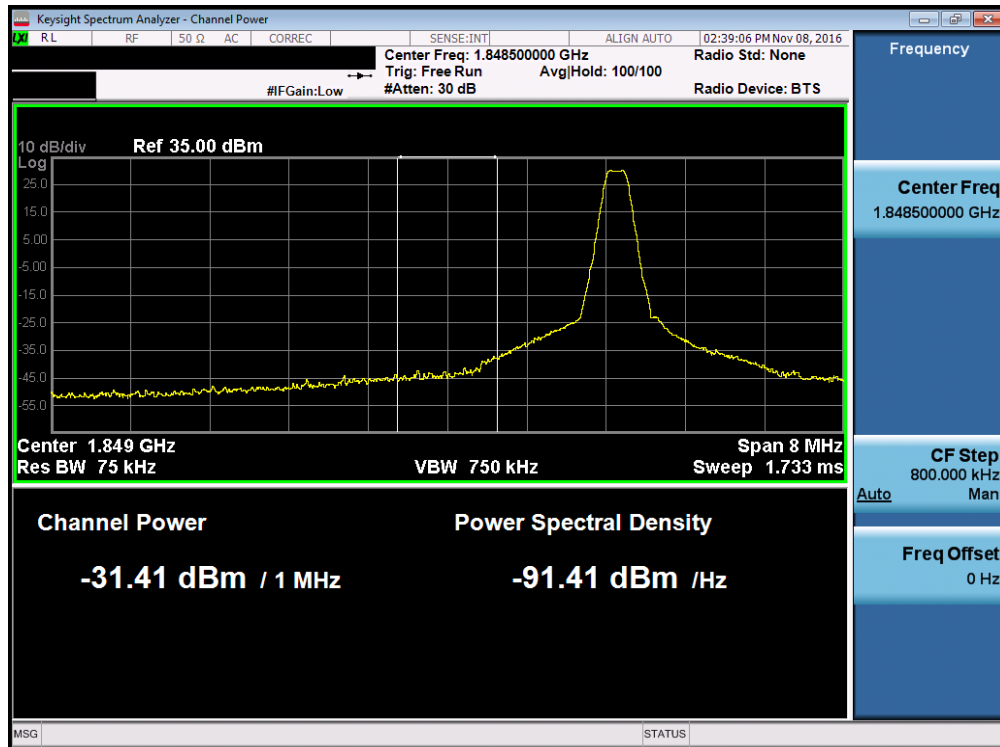 Keysight Spectrum Analyzer - Channel Power
LXI RL RF 50 Ω AC CORREC SENSE:INT ALIGN AUTO 02:39:06 PM Nov 08, 2016
Center Freq: 1.848500000 GHz Radio Std: None
Trig: Free Run Avg|Hold: 100/100
#IFGain:Low #Atten: 30 dB Radio Device: BTS
10 dB/div Ref 35.00 dBm
Log
25.0
15.0
5.00
-5.00
-15.0
-25.0
-35.0
-45.0
-55.0
Center 1.849 GHz Span 8 MHz
Res BW 75 kHz VBW 750 kHz Sweep 1.733 ms
Channel Power Power Spectral Density
-31.41 dBm / 1 MHz -91.41 dBm /Hz
Frequency
Center Freq
1.848500000 GHz
CF Step
800.000 kHz
Auto Man
Freq Offset
0 Hz
MSG STATUS